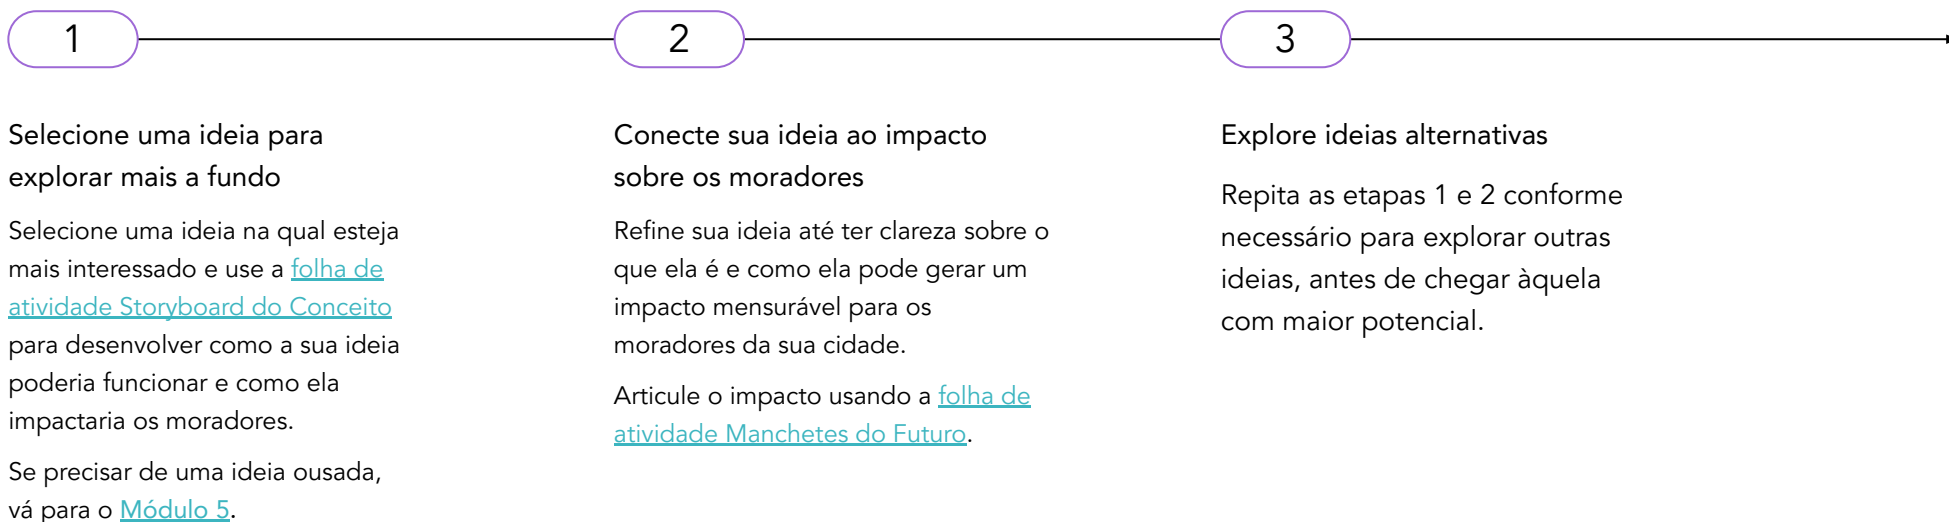 1
Selecione uma ideia para
explorar mais a fundo
Selecione uma ideia na qual esteja
mais interessado e use a folha de
atividade Storyboard do Conceito
para desenvolver como a sua ideia
poderia funcionar e como ela
impactaria os moradores.
Se precisar de uma ideia ousada,
vá para o Módulo 5.
2
Conecte sua ideia ao impacto
sobre os moradores
Refine sua ideia até ter clareza sobre o
que ela é e como ela pode gerar um
impacto mensurável para os
moradores da sua cidade.
Articule o impacto usando a folha de
atividade Manchetes do Futuro.
3
Explore ideias alternativas
Repita as etapas 1 e 2 conforme
necessário para explorar outras
ideias, antes de chegar àquela
com maior potencial.